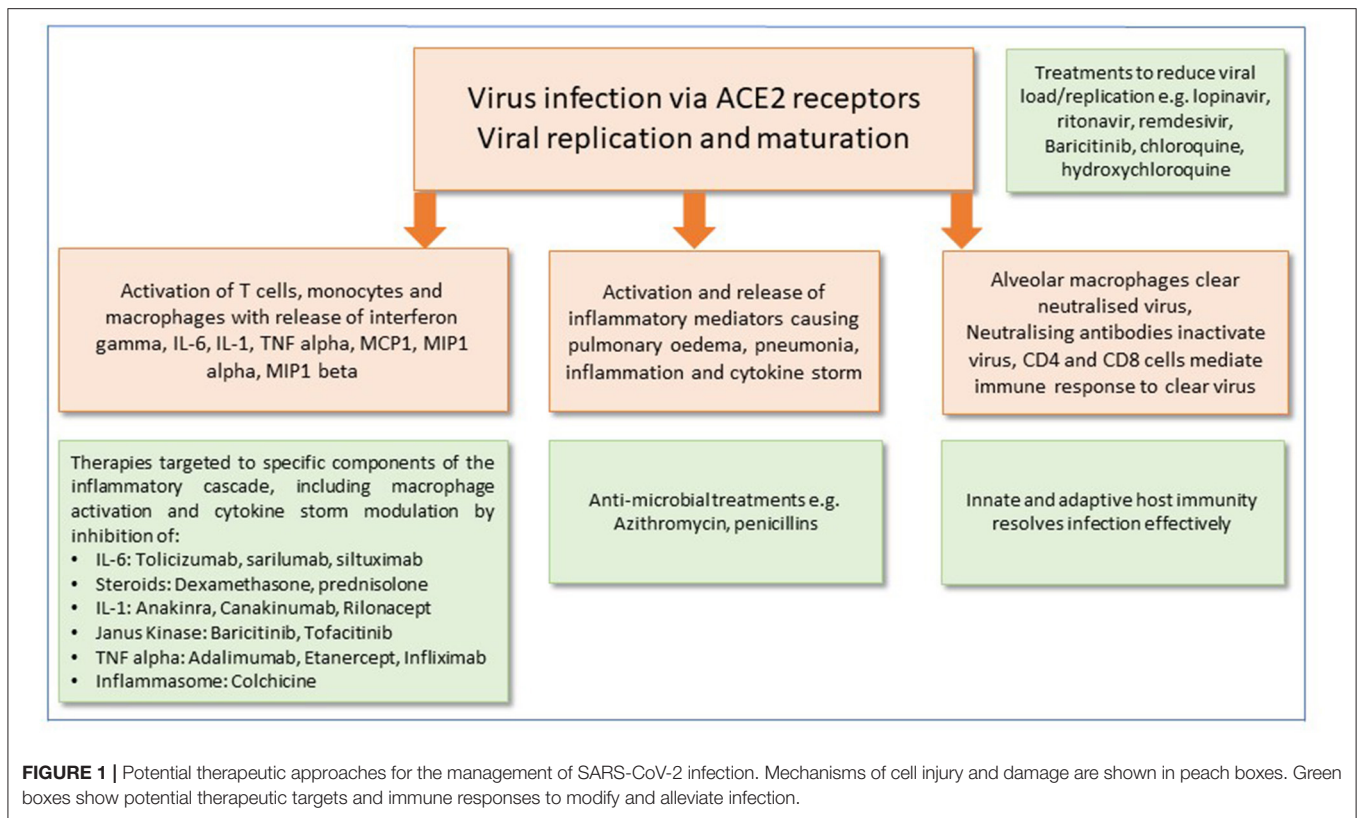 Virus infection via ACE2 receptors
Viral replication and maturation
Treatments to reduce viral
load/replication e.g. lopinavir,
ritonavir, remdesivir,
Baricitinib, chloroquine,
hydroxychloroquine
Activation of T cells, monocytes and
macrophages with release of interferon
gamma, IL-6, IL-1, TNF alpha, MCP1, MIP1
alpha, MIP1 beta
Activation and release of
inflammatory mediators causing
pulmonary oedema, pneumonia,
inflammation and cytokine storm
Alveolar macrophages clear
neutralised virus,
Neutralising antibodies inactivate
virus, CD4 and CD8 cells mediate
immune response to clear virus
Therapies targeted to specific components of the
inflammatory cascade, including macrophage
activation and cytokine storm modulation by
inhibition of:
• IL-6: Tolicizumab, sarilumab, siltuximab
• Steroids: Dexamethasone, prednisolone
• IL-1: Anakinra, Canakinumab, Rilonacept
• Janus Kinase: Baricitinib, Tofacitinib
• TNF alpha: Adalimumab, Etanercept, Infliximab
• Inflammasome: Colchicine
Anti-microbial treatments e.g.
Azithromycin, penicillins
Innate and adaptive host immunity
resolves infection effectively
FIGURE 1 | Potential therapeutic approaches for the management of SARS-CoV-2 infection. Mechanisms of cell injury and damage are shown in peach boxes. Green
boxes show potential therapeutic targets and immune responses to modify and alleviate infection.